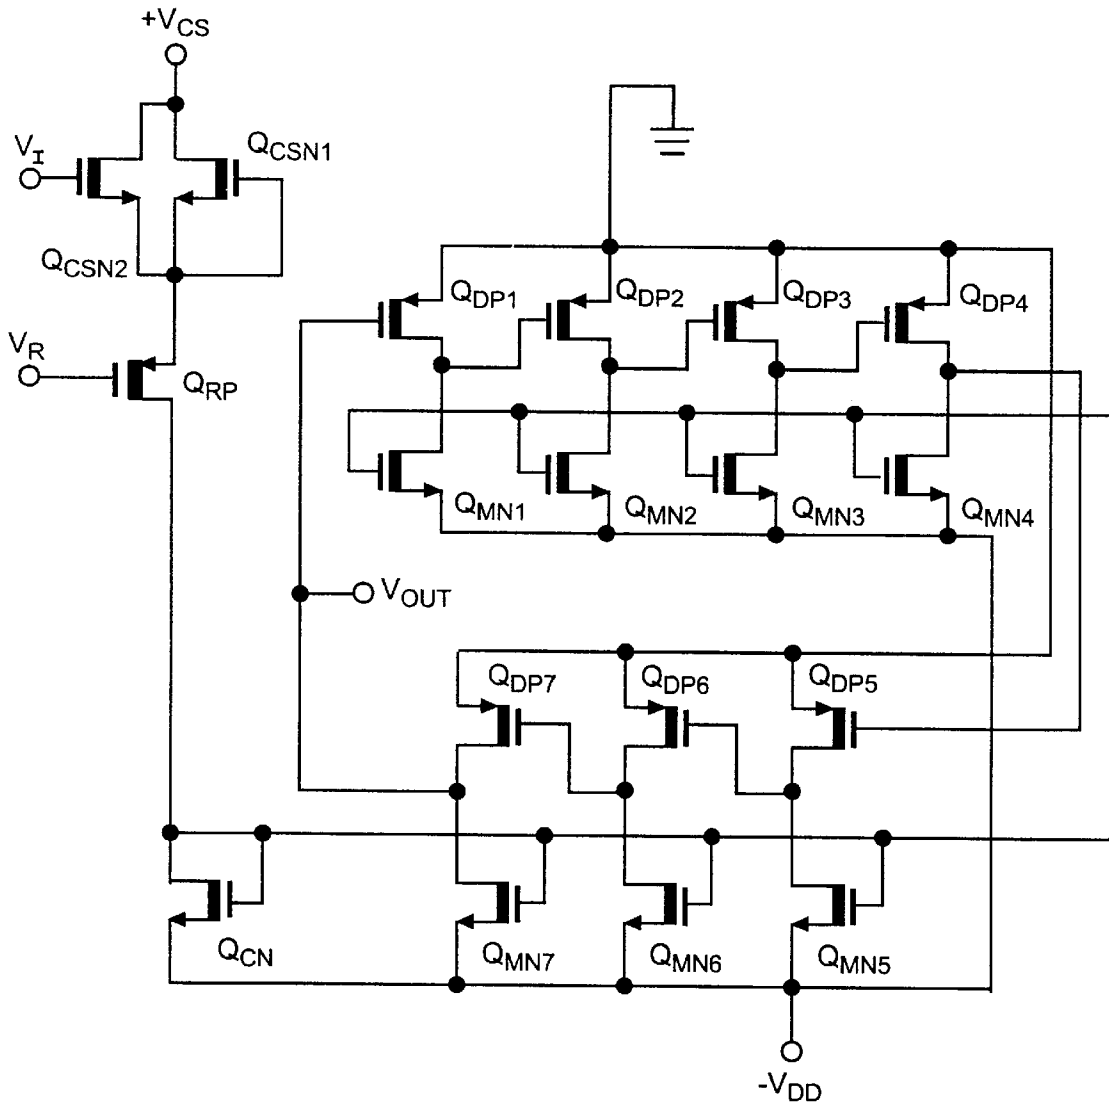 +VCS
VI
QCSN1
QCSN2
VR
QRP
QDP1
QDP2
QDP3
QDP4
QMN1
QMN2
QMN3
QMN4
VOUT
QDP7
QDP6
QDP5
QCN
QMN7
QMN6
QMN5
-VDD